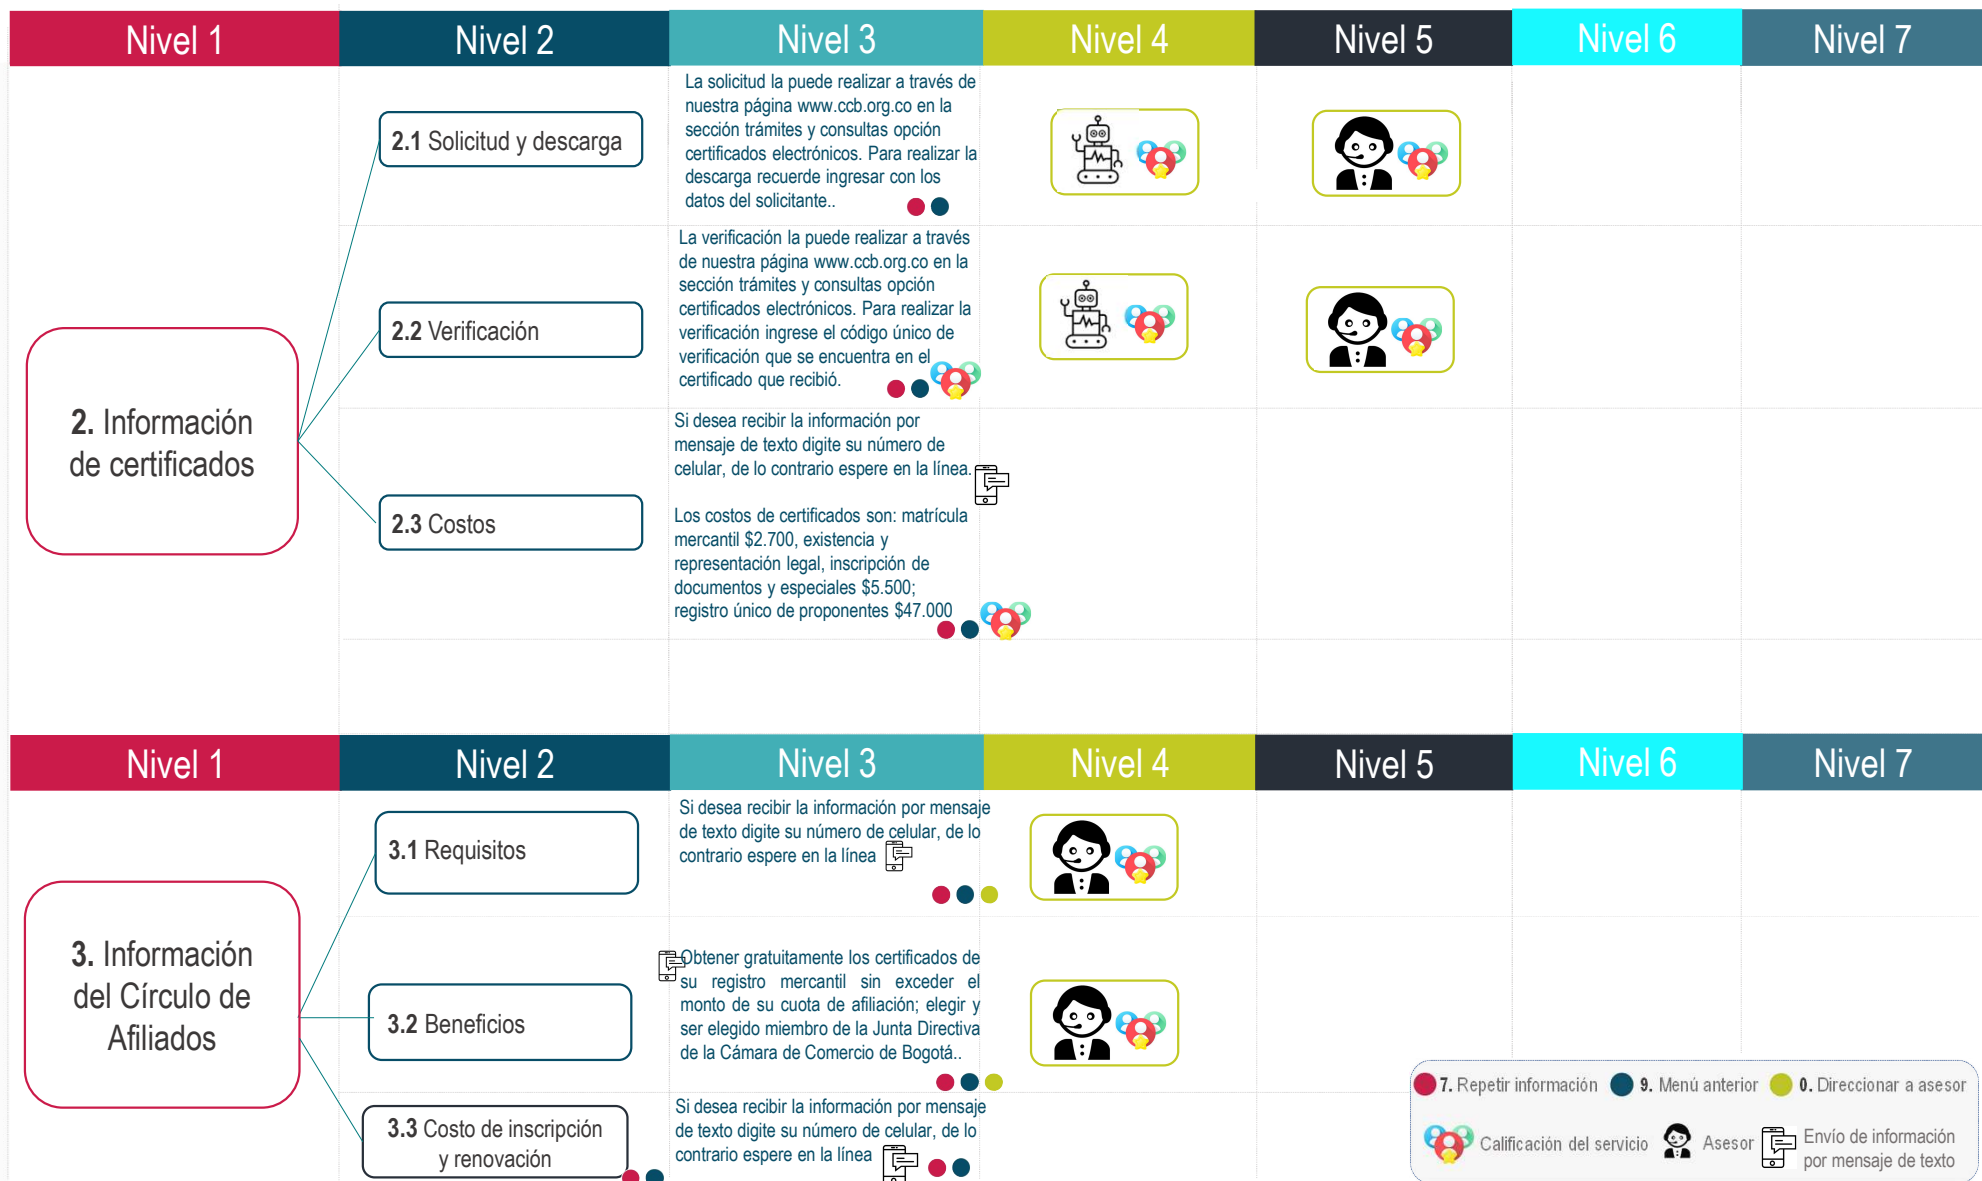 Nivel 1
Nivel 2
Nivel 3
Nivel 4
Nivel 5
Nivel 6
Nivel 7
2. Información
de certificados
2.1 Solicitud y descarga
La solicitud la puede realizar a través de
nuestra página www.ccb.org.co en la
sección trámites y consultas opción
certificados electrónicos. Para realizar la
descarga recuerde ingresar con los
datos del solicitante..
2.2 Verificación
La verificación la puede realizar a través
de nuestra página www.ccb.org.co en la
sección trámites y consultas opción
certificados electrónicos. Para realizar la
verificación ingrese el código único de
verificación que se encuentra en el
certificado que recibió.
2.3 Costos
Si desea recibir la información por
mensaje de texto digite su número de
celular, de lo contrario espere en la línea.
Los costos de certificados son: matrícula
mercantil $2.700, existencia y
representación legal, inscripción de
documentos y especiales $5.500;
registro único de proponentes $47.000
Nivel 1
Nivel 2
Nivel 3
Nivel 4
Nivel 5
Nivel 6
Nivel 7
3. Información
del Círculo de
Afiliados
3.1 Requisitos
Si desea recibir la información por mensaje
de texto digite su número de celular, de lo
contrario espere en la línea
3.2 Beneficios
Obtener gratuitamente los certificados de
su registro mercantil sin exceder el
monto de su cuota de afiliación; elegir y
ser elegido miembro de la Junta Directiva
de la Cámara de Comercio de Bogotá..
3.3 Costo de inscripción
y renovación
Si desea recibir la información por mensaje
de texto digite su número de celular, de lo
contrario espere en la línea
7. Repetir información
9. Menú anterior
0. Direccionar a asesor
Calificación del servicio
Asesor
Envío de información
por mensaje de texto